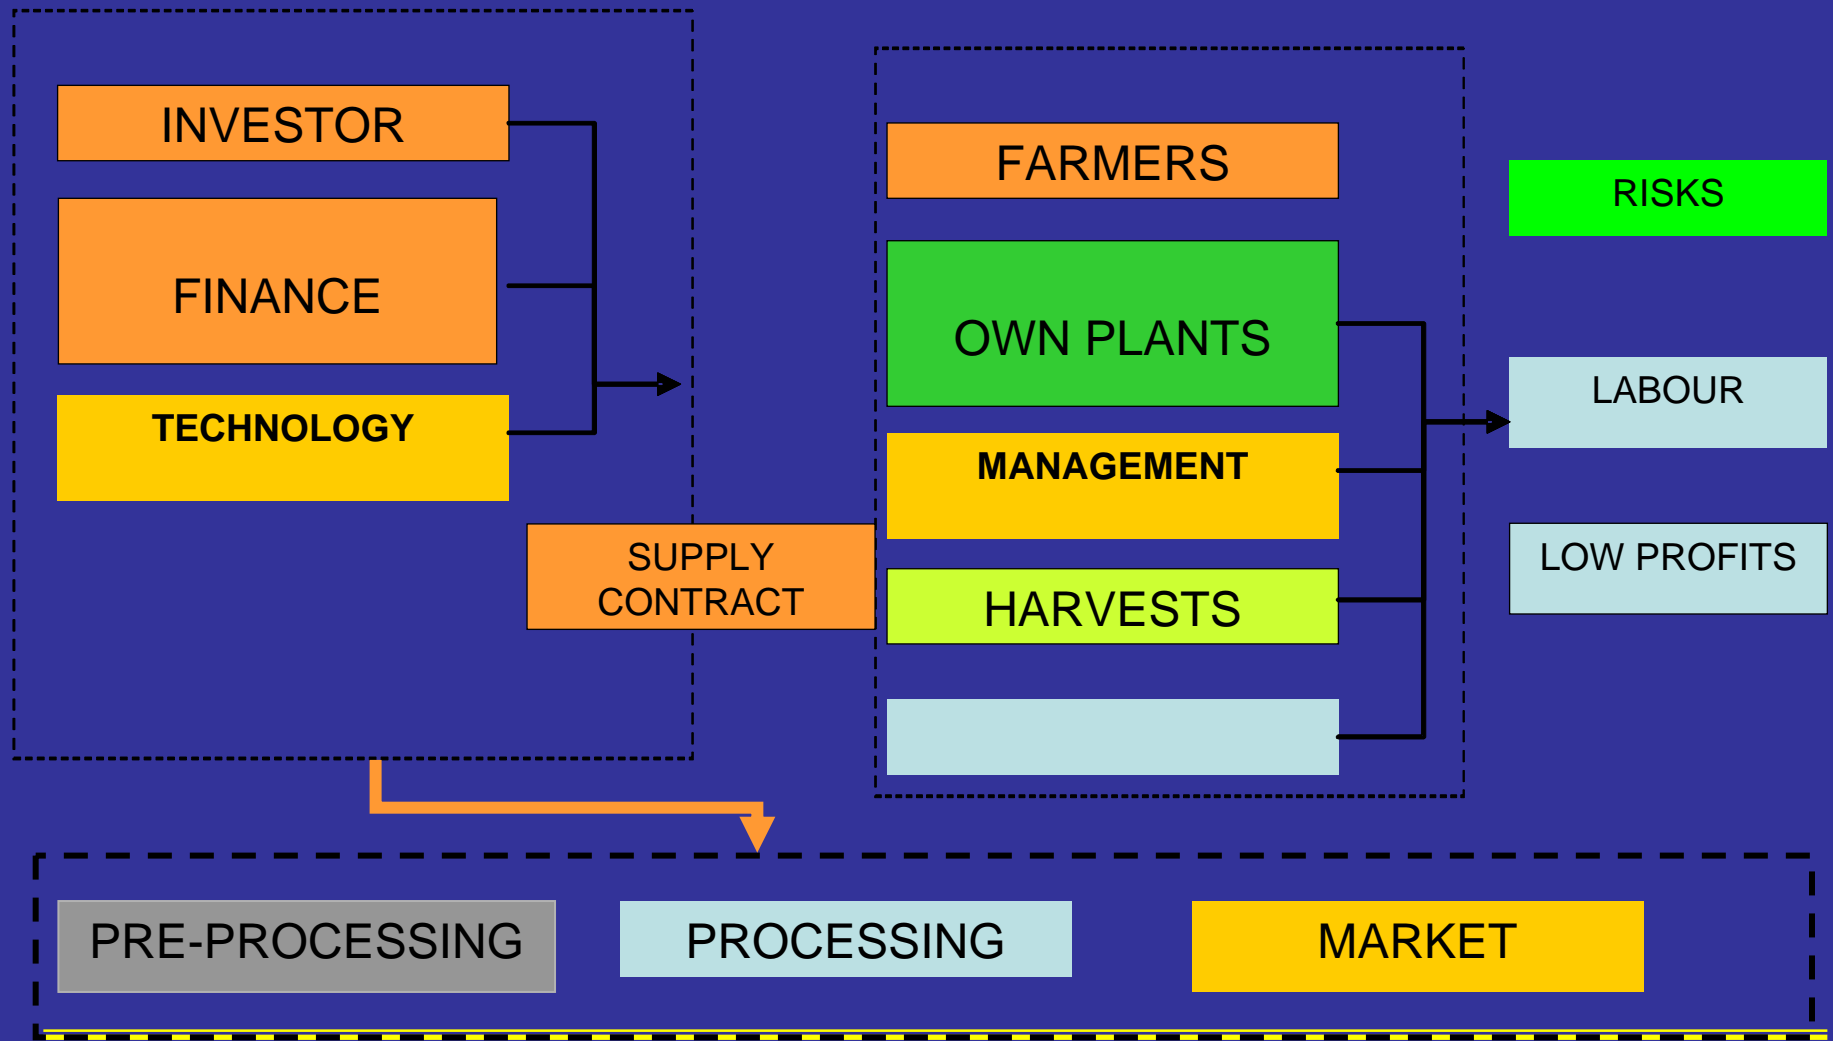 INVESTOR
FINANCE
TECHNOLOGY
SUPPLY
CONTRACT
FARMERS
OWN PLANTS
MANAGEMENT
HARVESTS
RISKS
LABOUR
LOW PROFITS
PRE-PROCESSING
PROCESSING
MARKET